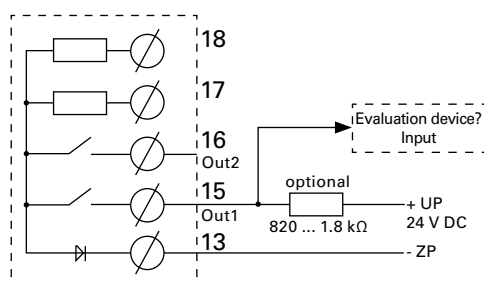 18
17
16
Out2
15
Out1
13
Evaluation device?
Input
optional
820 ... 1.8 kΩ
+ UP
24 V DC
- ZP